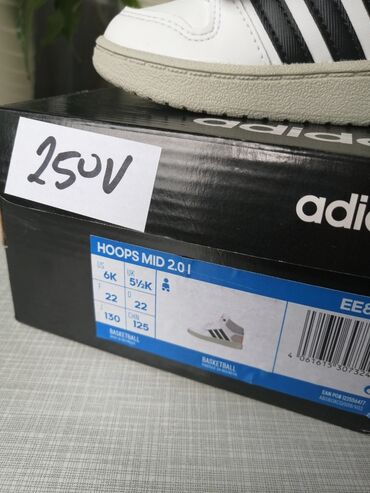 adidas
250V
adi
HOOPS MID 2.0 I
US UK
6K 5½K
F D
22 22
J CHN
130 125
EE8
BASKETBALL
BASKETBALL